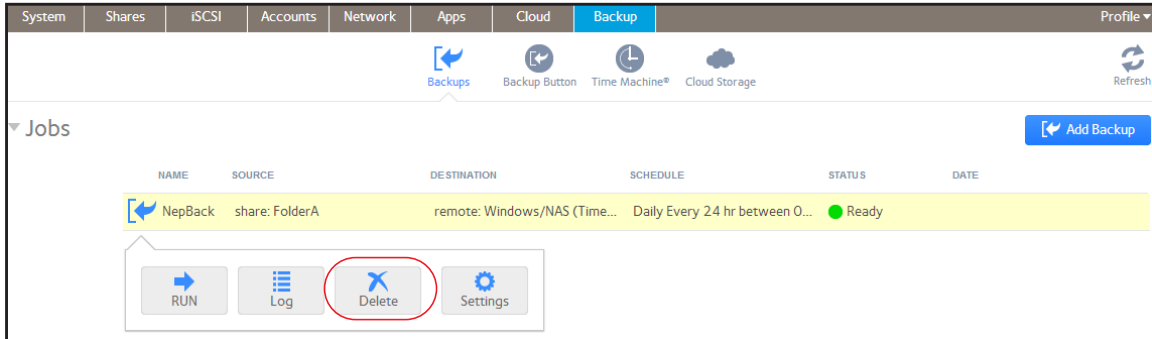 System Shares iSCSI Accounts Network Apps Cloud Backup Profile
Backups Backup Button Time Machine® Cloud Storage Refresh
Jobs Add Backup
NAME SOURCE DESTINATION SCHEDULE STATUS DATE
NepBack share: FolderA remote: Windows/NAS (Time... Daily Every 24 hr between 0... Ready
RUN Log Delete Settings